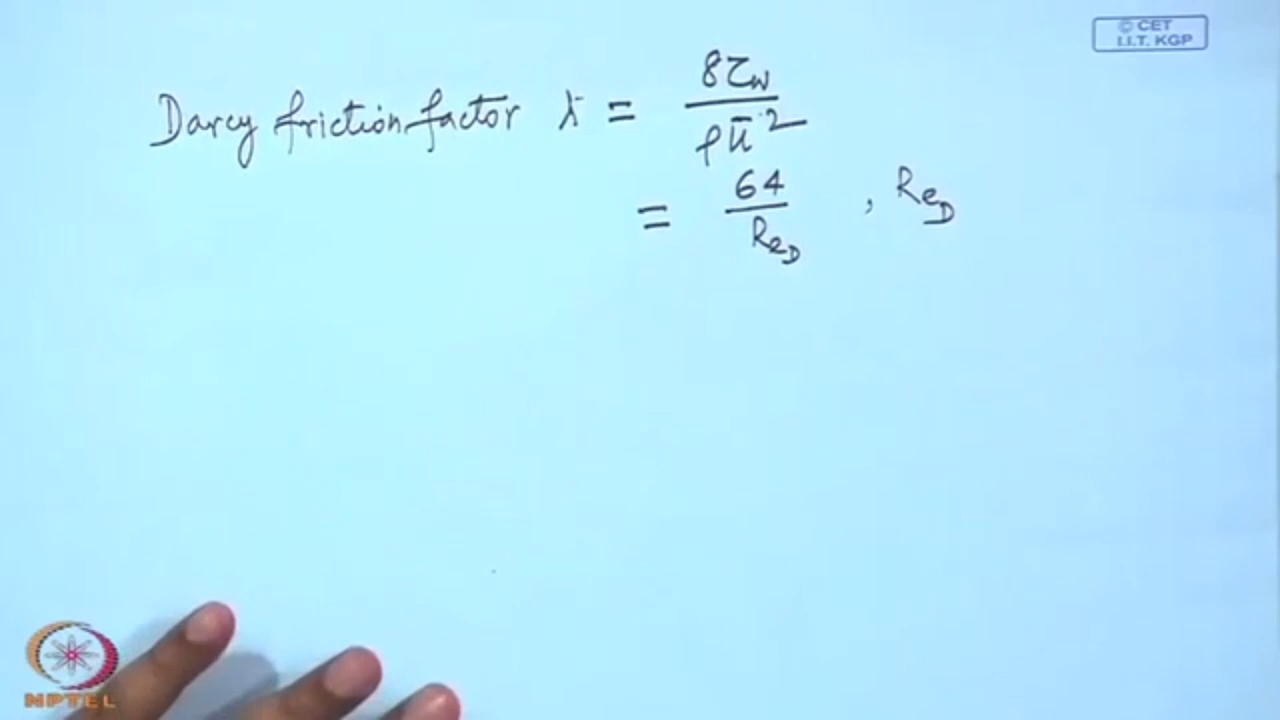 © CET
I.I.T. KGP
Darcy friction factor λ = 8τw / ρū²
= 64 / ReD , ReD
NPTEL